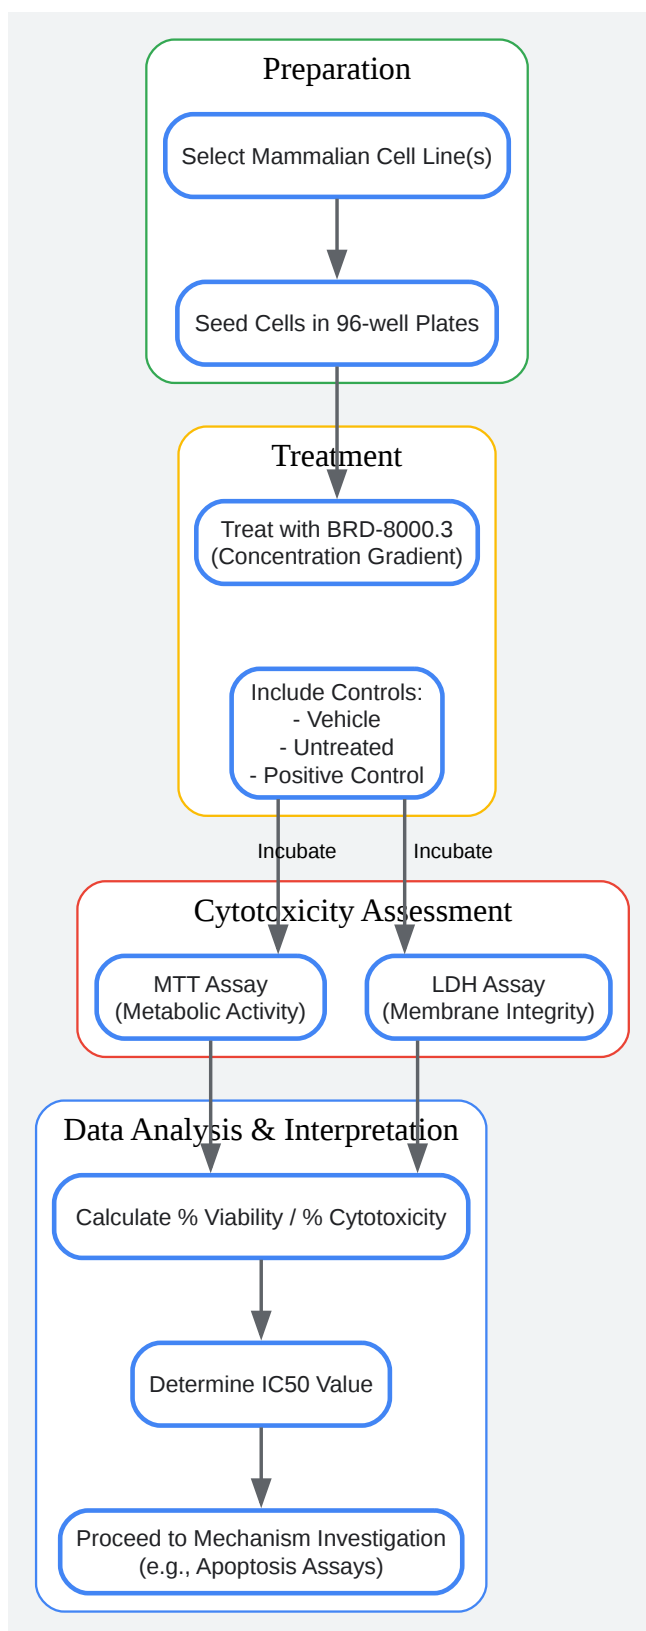 Preparation
Select Mammalian Cell Line(s)
Seed Cells in 96-well Plates
Treatment
Treat with BRD-8000.3
(Concentration Gradient)
Include Controls:
- Vehicle
- Untreated
- Positive Control
Incubate
Incubate
Cytotoxicity Assessment
MTT Assay
(Metabolic Activity)
LDH Assay
(Membrane Integrity)
Data Analysis & Interpretation
Calculate % Viability / % Cytotoxicity
Determine IC50 Value
Proceed to Mechanism Investigation
(e.g., Apoptosis Assays)